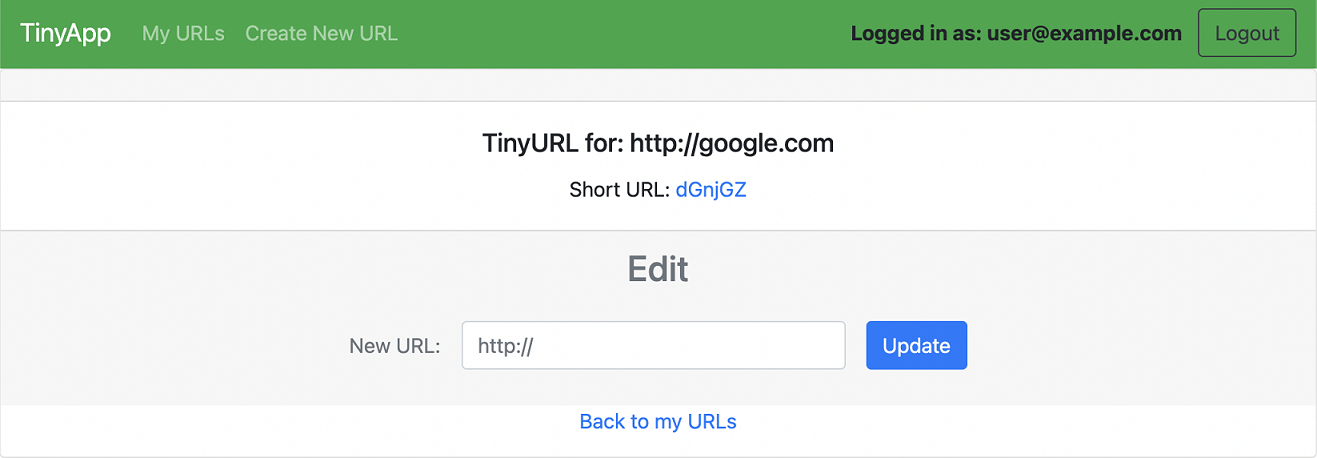 TinyApp My URLs Create New URL Logged in as: user@example.com Logout
TinyURL for: http://google.com
Short URL: dGnjGZ
Edit
New URL: http:// Update
Back to my URLs